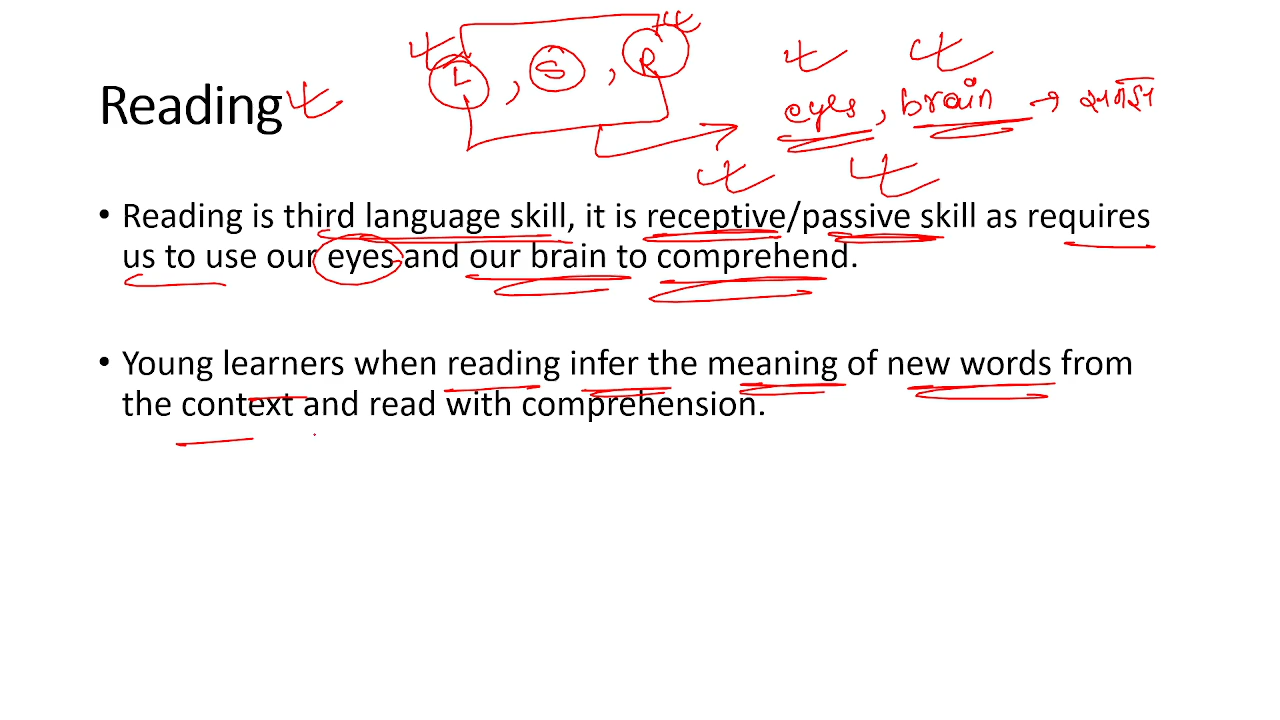 L, S, R
eyes, brain →
Reading
• Reading is third language skill, it is receptive/passive skill as requires
us to use our eyes and our brain to comprehend.
• Young learners when reading infer the meaning of new words from
the context and read with comprehension.